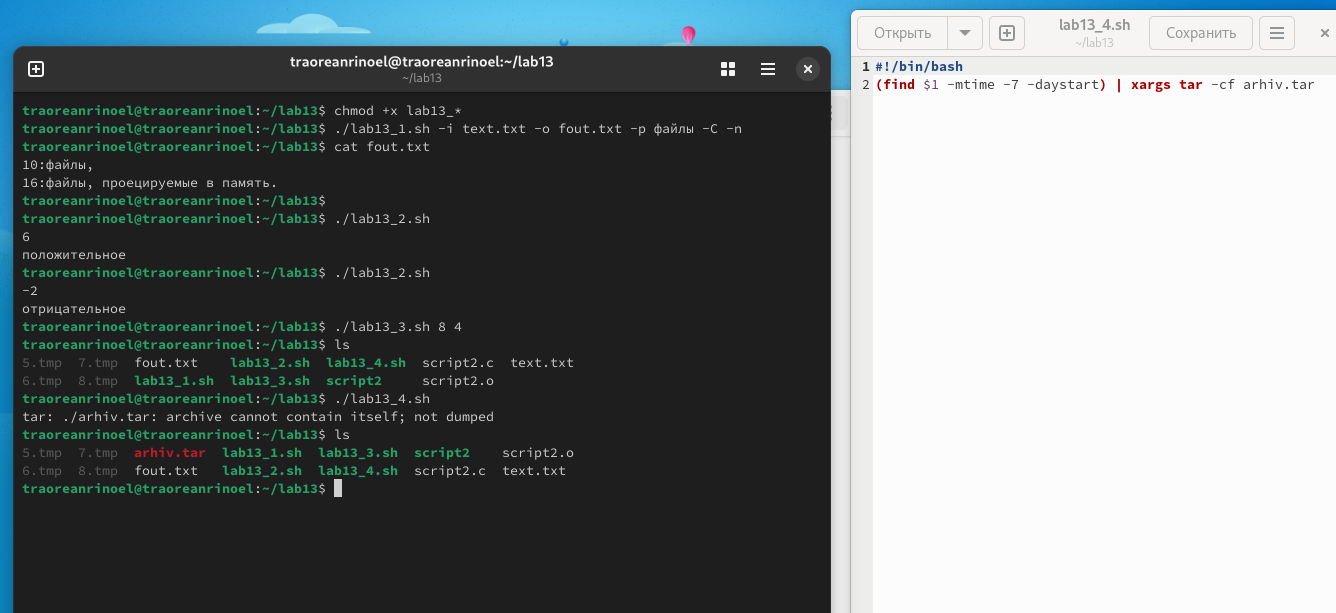 traoreanrinoel@traoreanrinoel:~/lab13
~/lab13
traoreanrinoel@traoreanrinoel:~/lab13$ chmod +x lab13_*
traoreanrinoel@traoreanrinoel:~/lab13$ ./lab13_1.sh -i text.txt -o fout.txt -p файлы -C -n
traoreanrinoel@traoreanrinoel:~/lab13$ cat fout.txt
10:файлы,
16:файлы, проецируемые в память.
traoreanrinoel@traoreanrinoel:~/lab13$
traoreanrinoel@traoreanrinoel:~/lab13$ ./lab13_2.sh
6
положительное
traoreanrinoel@traoreanrinoel:~/lab13$ ./lab13_2.sh
-2
отрицательное
traoreanrinoel@traoreanrinoel:~/lab13$ ./lab13_3.sh 8 4
traoreanrinoel@traoreanrinoel:~/lab13$ ls
5.tmp  7.tmp  fout.txt    lab13_2.sh  lab13_4.sh  script2.c  text.txt
6.tmp  8.tmp  lab13_1.sh  lab13_3.sh  script2     script2.o
traoreanrinoel@traoreanrinoel:~/lab13$ ./lab13_4.sh
tar: ./arhiv.tar: archive cannot contain itself; not dumped
traoreanrinoel@traoreanrinoel:~/lab13$ ls
5.tmp  7.tmp  arhiv.tar  lab13_1.sh  lab13_3.sh  script2    script2.o
6.tmp  8.tmp  fout.txt   lab13_2.sh  lab13_4.sh  script2.c  text.txt
traoreanrinoel@traoreanrinoel:~/lab13$
Открыть
lab13_4.sh
~/lab13
Сохранить
1 #!/bin/bash
2 (find $1 -mtime -7 -daystart) | xargs tar -cf arhiv.tar